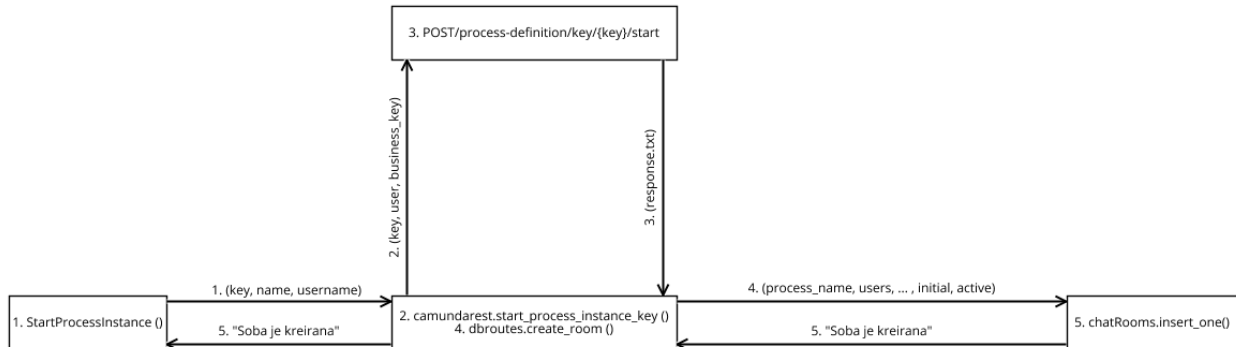 3. POST/process-definition/key/{key}/start
2. (key, user, business_key)
3. (response.txt)
1. (key, name, username)
4. (process_name, users, ... , initial, active)
1. StartProcessInstance ()
2. camundarest.start_process_instance_key ()
4. dbroutes.create_room ()
5. chatRooms.insert_one()
5. "Soba je kreirana"
5. "Soba je kreirana"